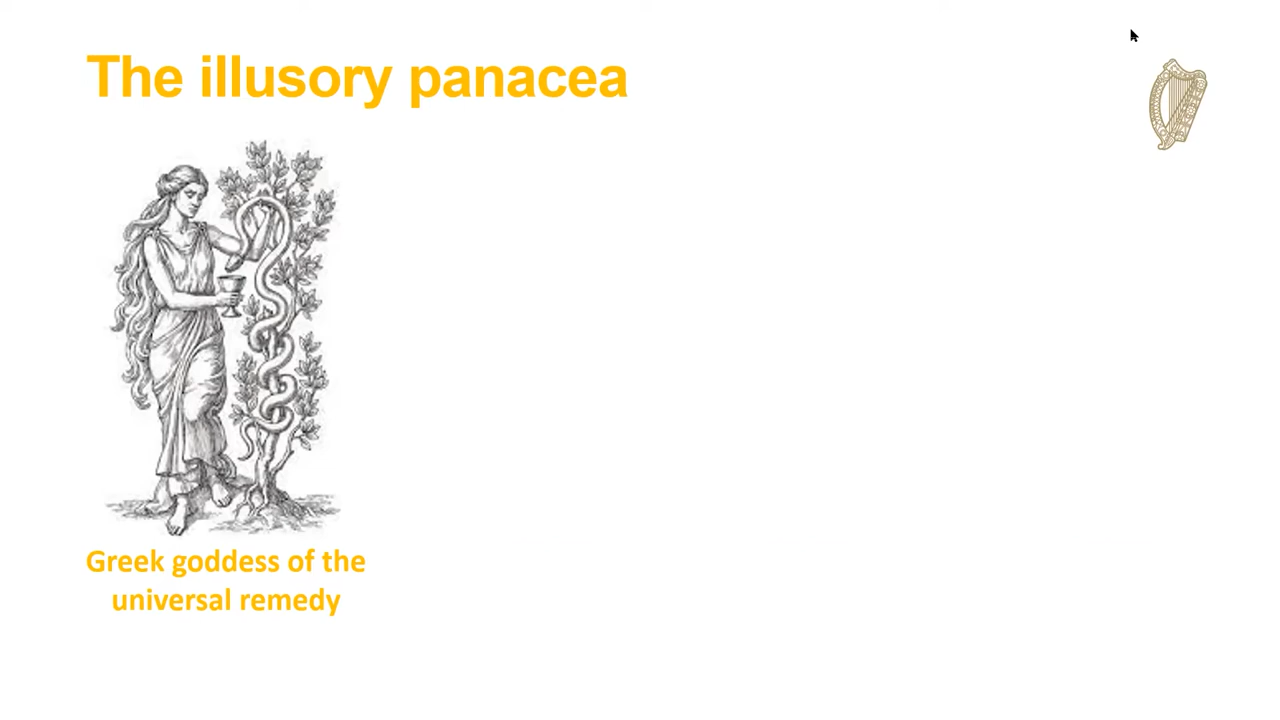 The illusory panacea
Greek goddess of the
universal remedy